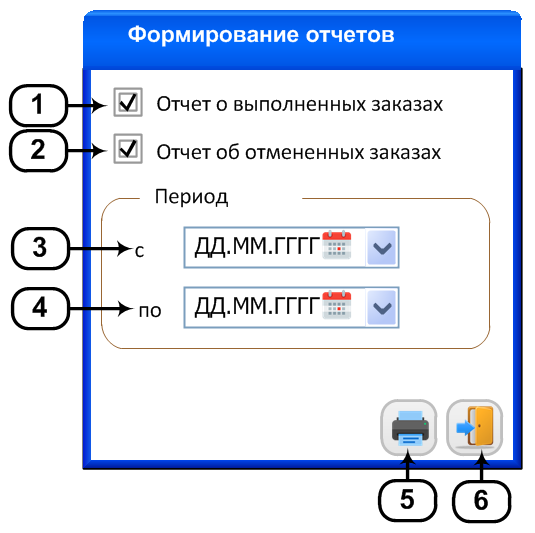 Формирование отчетов
1 Отчет о выполненных заказах
2 Отчет об отмененных заказах
Период
3 с ДД.ММ.ГГГГ
4 по ДД.ММ.ГГГГ
5 6